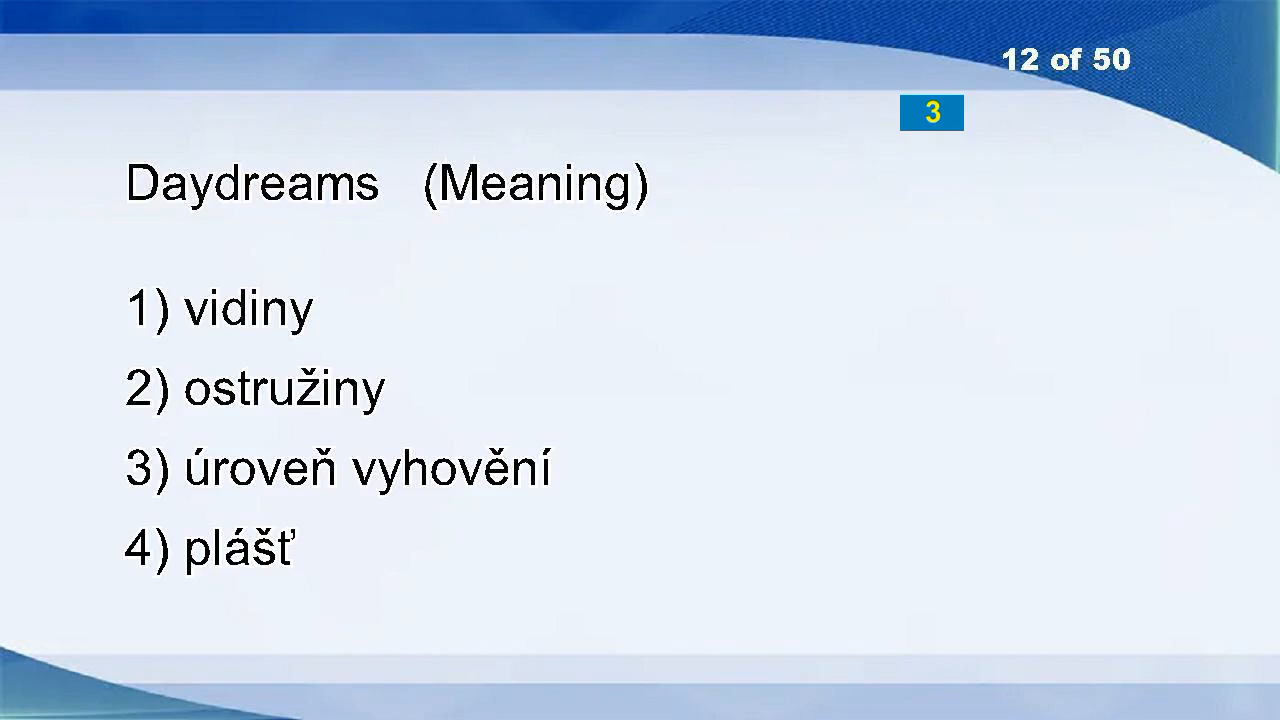 12 of 50
3
Daydreams (Meaning)
1) vidiny
2) ostružiny
3) úroveň vyhovění
4) plášť